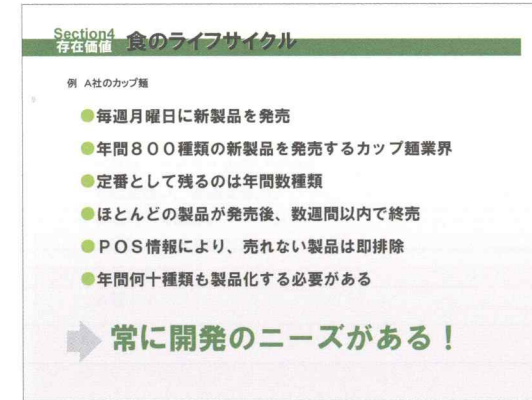 Section4
存在価値 食のライフサイクル
例 A社のカップ麺
●毎週月曜日に新製品を発売
●年間８００種類の新製品を発売するカップ麺業界
●定番として残るのは年間数種類
●ほとんどの製品が発売後、数週間以内で終売
●ＰＯＳ情報により、売れない製品は即排除
●年間何十種類も製品化する必要がある
常に開発のニーズがある！